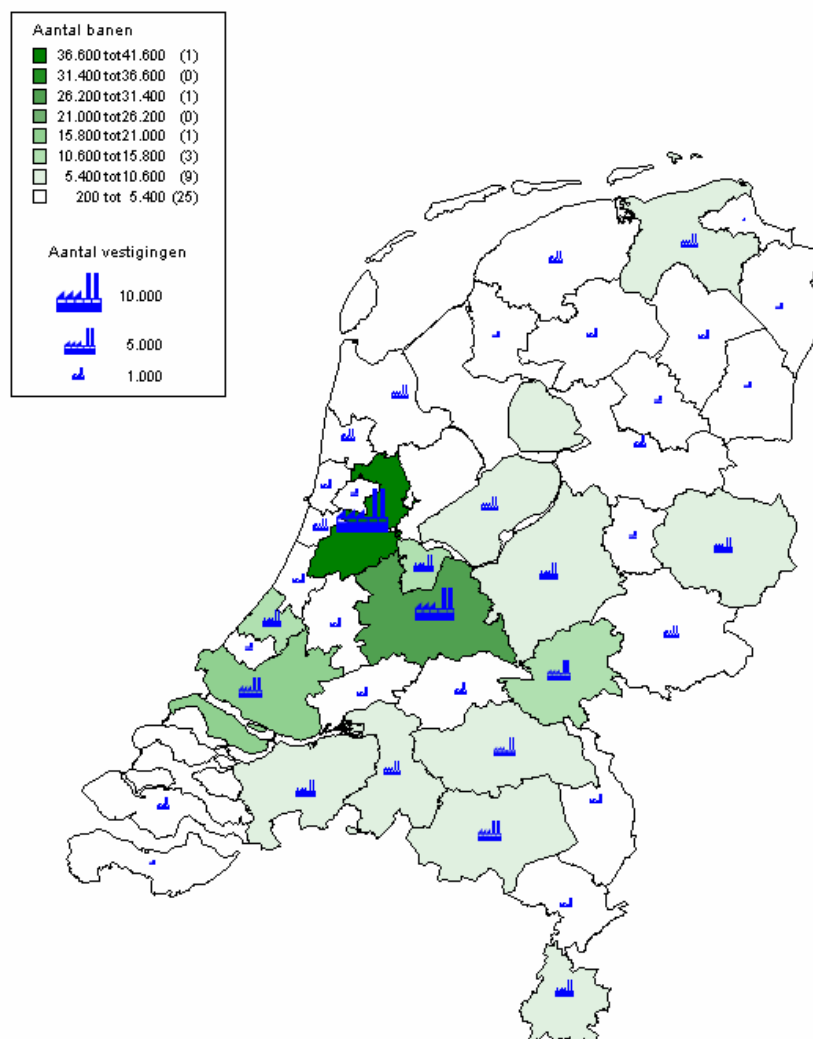 Aantal banen
36.600 tot 41.600 (1)
31.400 tot 36.600 (0)
26.200 tot 31.400 (1)
21.000 tot 26.200 (0)
15.800 tot 21.000 (1)
10.600 tot 15.800 (3)
5.400 tot 10.600 (9)
200 tot 5.400 (25)
Aantal vestigingen
10.000
5.000
1.000